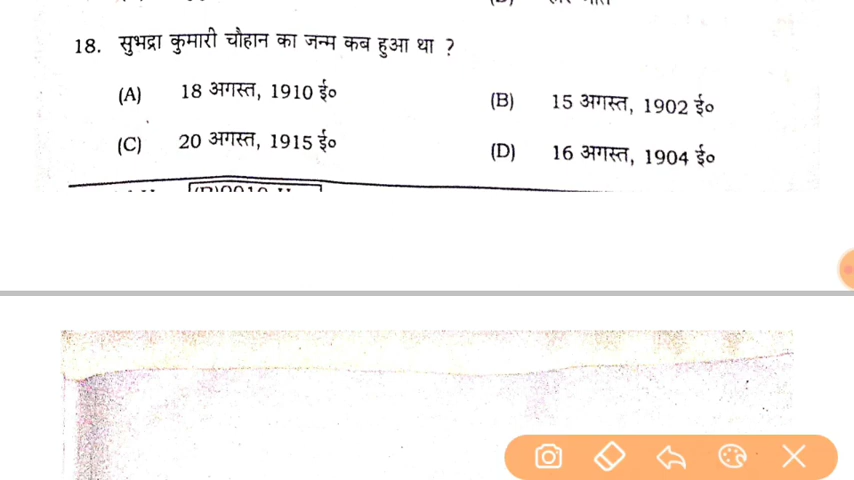 18. सुभद्रा कुमारी चौहान का जन्म कब हुआ था ?
(A) 18 अगस्त, 1910 ई०
(B) 15 अगस्त, 1902 ई०
(C) 20 अगस्त, 1915 ई०
(D) 16 अगस्त, 1904 ई०